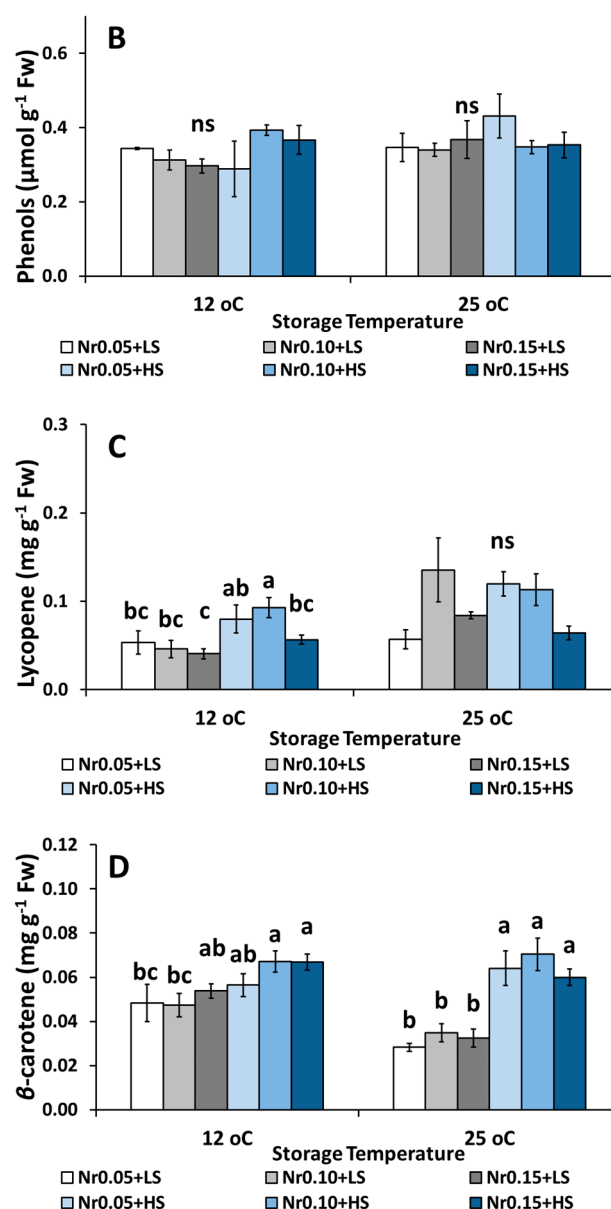 B
Phenols (μmol g⁻¹ Fw)
0.6
0.4
0.2
0.0
ns
ns
12 oC
25 oC
Storage Temperature
Nr0.05+LS
Nr0.10+LS
Nr0.15+LS
Nr0.05+HS
Nr0.10+HS
Nr0.15+HS
C
Lycopene (mg g⁻¹ Fw)
0.3
0.2
0.1
0.0
bc
bc
c
ab
a
bc
ns
12 oC
25 oC
Storage Temperature
Nr0.05+LS
Nr0.10+LS
Nr0.15+LS
Nr0.05+HS
Nr0.10+HS
Nr0.15+HS
D
β-carotene (mg g⁻¹ Fw)
0.12
0.10
0.08
0.06
0.04
0.02
0.00
bc
bc
ab
ab
a
a
b
b
b
a
a
a
12 oC
25 oC
Storage Temperature
Nr0.05+LS
Nr0.10+LS
Nr0.15+LS
Nr0.05+HS
Nr0.10+HS
Nr0.15+HS